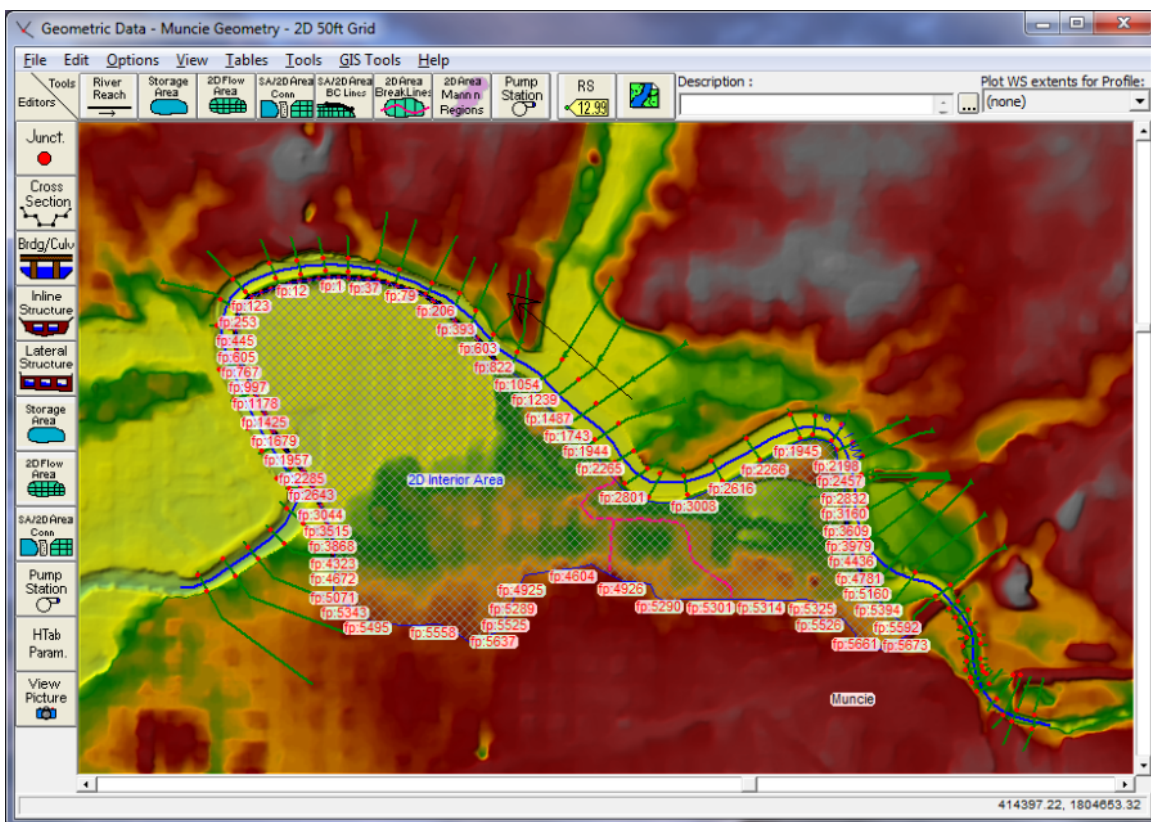 Geometric Data - Muncie Geometry - 2D 50ft Grid
File Edit Options View Tables Tools GIS Tools Help
Tools
Editors
River
Reach
Storage
Area
2D Flow
Area
SA/2D Area
Conn
SA/2D Area
BC Lines
2D Area
BreakLines
2D Area
Mann n
Regions
Pump
Station
RS
12.99
Description :
...
Plot WS extents for Profile:
(none)
Junct.
Cross
Section
Brdg/Culv
Inline
Structure
Lateral
Structure
Storage
Area
2D Flow
Area
SA/2D Area
Conn
Pump
Station
HTab
Param.
View
Picture
fp:123
fp:12
fp:1
fp:37
fp:79
fp:206
fp:393
fp:603
fp:822
fp:1054
fp:1239
fp:1487
fp:1743
fp:1944
fp:2265
fp:2801
fp:3008
fp:2616
fp:2266
fp:1945
fp:2198
fp:2457
fp:2832
fp:3160
fp:3609
fp:3979
fp:4436
fp:4781
fp:5160
fp:5394
fp:5592
fp:5673
fp:5661
fp:5526
fp:5325
fp:5314
fp:5301
fp:5290
fp:4926
fp:4604
fp:4925
fp:5289
fp:5525
fp:5637
fp:5558
fp:5495
fp:5343
fp:5071
fp:4672
fp:4323
fp:3868
fp:3515
fp:3044
fp:2643
fp:2285
fp:1957
fp:1679
fp:1425
fp:1178
fp:997
fp:767
fp:605
fp:445
fp:253
2D Interior Area
Muncie
414397.22, 1804653.32